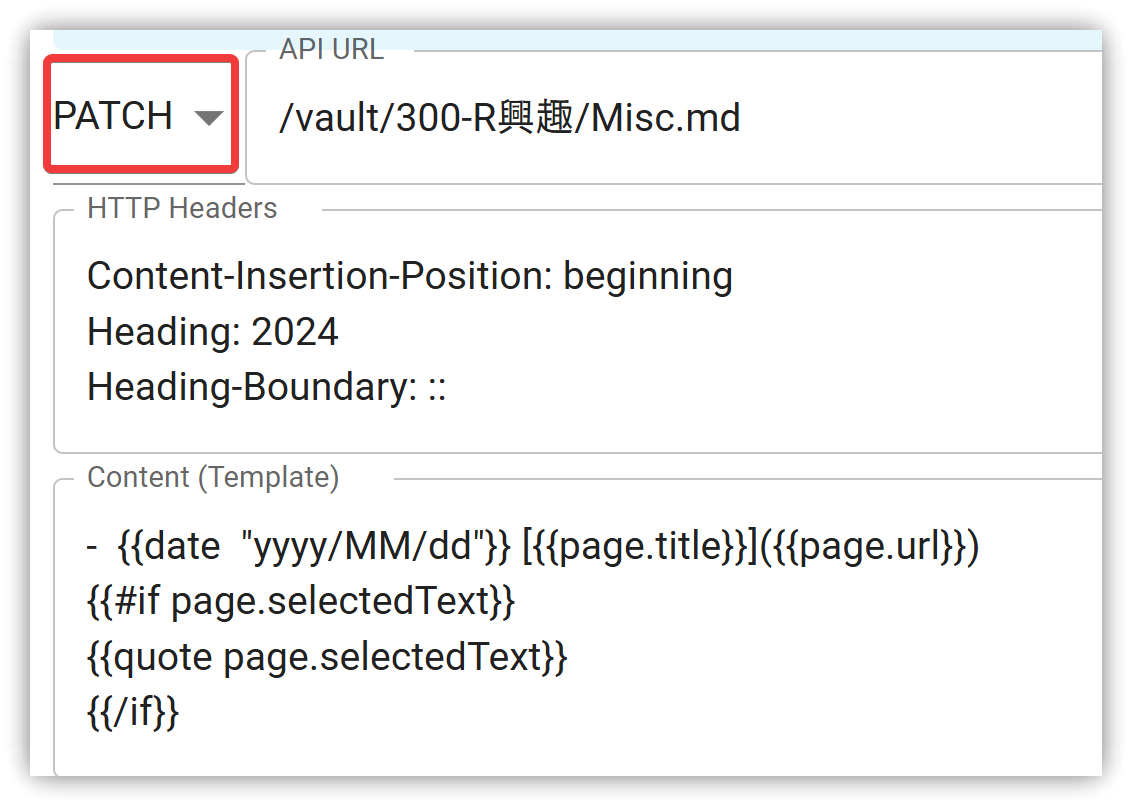 API URL
PATCH
/vault/300-R興趣/Misc.md
HTTP Headers
Content-Insertion-Position: beginning
Heading: 2024
Heading-Boundary: ::
Content (Template)
-  {{date  "yyyy/MM/dd"}} [{{page.title}}]({{page.url}})
{{#if page.selectedText}}
{{quote page.selectedText}}
{{/if}}